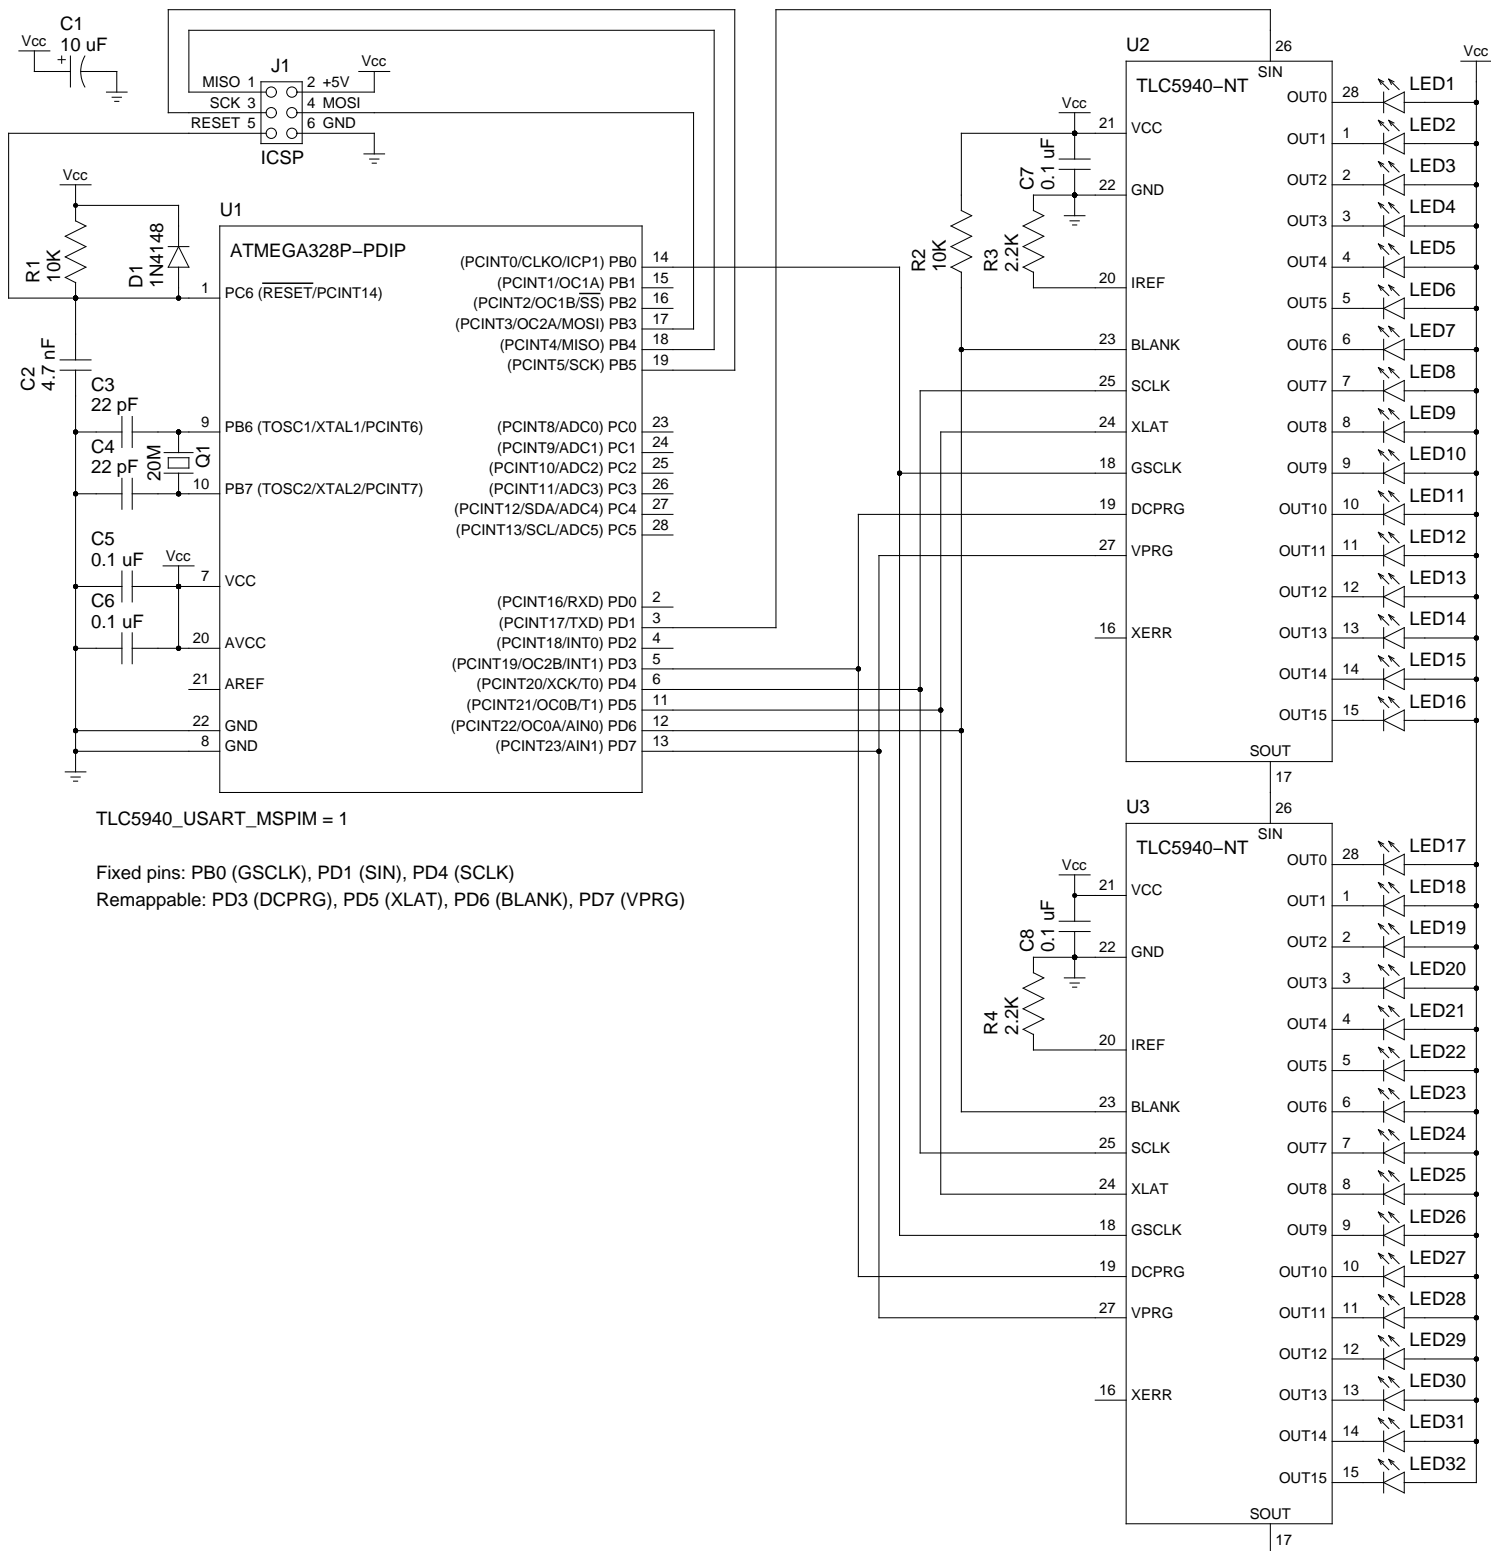 C1
10 uF
Vcc
+
J1
Vcc
MISO 1
2 +5V
SCK 3
4 MOSI
RESET 5
6 GND
ICSP
Vcc
R1
10K
D1
1N4148
C2
4.7 nF
C3
22 pF
C4
22 pF
20M
Q1
C5
0.1 uF
Vcc
C6
0.1 uF
U1
ATMEGA328P-PDIP
1 PC6 (RESET/PCINT14)
9 PB6 (TOSC1/XTAL1/PCINT6)
10 PB7 (TOSC2/XTAL2/PCINT7)
7 VCC
20 AVCC
21 AREF
22 GND
8 GND
(PCINT0/CLKO/ICP1) PB0 14
(PCINT1/OC1A) PB1 15
(PCINT2/OC1B/SS) PB2 16
(PCINT3/OC2A/MOSI) PB3 17
(PCINT4/MISO) PB4 18
(PCINT5/SCK) PB5 19
(PCINT8/ADC0) PC0 23
(PCINT9/ADC1) PC1 24
(PCINT10/ADC2) PC2 25
(PCINT11/ADC3) PC3 26
(PCINT12/SDA/ADC4) PC4 27
(PCINT13/SCL/ADC5) PC5 28
(PCINT16/RXD) PD0 2
(PCINT17/TXD) PD1 3
(PCINT18/INT0) PD2 4
(PCINT19/OC2B/INT1) PD3 5
(PCINT20/XCK/T0) PD4 6
(PCINT21/OC0B/T1) PD5 11
(PCINT22/OC0A/AIN0) PD6 12
(PCINT23/AIN1) PD7 13
TLC5940_USART_MSPIM = 1
Fixed pins: PB0 (GSCLK), PD1 (SIN), PD4 (SCLK)
Remappable: PD3 (DCPRG), PD5 (XLAT), PD6 (BLANK), PD7 (VPRG)
R2
10K
R3
2.2K
C7
0.1 uF
Vcc
U2
26
SIN
TLC5940-NT
21 VCC
22 GND
20 IREF
23 BLANK
25 SCLK
24 XLAT
18 GSCLK
19 DCPRG
27 VPRG
16 XERR
Vcc
OUT0 28 LED1
OUT1 1 LED2
OUT2 2 LED3
OUT3 3 LED4
OUT4 4 LED5
OUT5 5 LED6
OUT6 6 LED7
OUT7 7 LED8
OUT8 8 LED9
OUT9 9 LED10
OUT10 10 LED11
OUT11 11 LED12
OUT12 12 LED13
OUT13 13 LED14
OUT14 14 LED15
OUT15 15 LED16
SOUT
17
U3
26
SIN
TLC5940-NT
Vcc
C8
0.1 uF
R4
2.2K
21 VCC
22 GND
20 IREF
23 BLANK
25 SCLK
24 XLAT
18 GSCLK
19 DCPRG
27 VPRG
16 XERR
OUT0 28 LED17
OUT1 1 LED18
OUT2 2 LED19
OUT3 3 LED20
OUT4 4 LED21
OUT5 5 LED22
OUT6 6 LED23
OUT7 7 LED24
OUT8 8 LED25
OUT9 9 LED26
OUT10 10 LED27
OUT11 11 LED28
OUT12 12 LED29
OUT13 13 LED30
OUT14 14 LED31
OUT15 15 LED32
SOUT
17